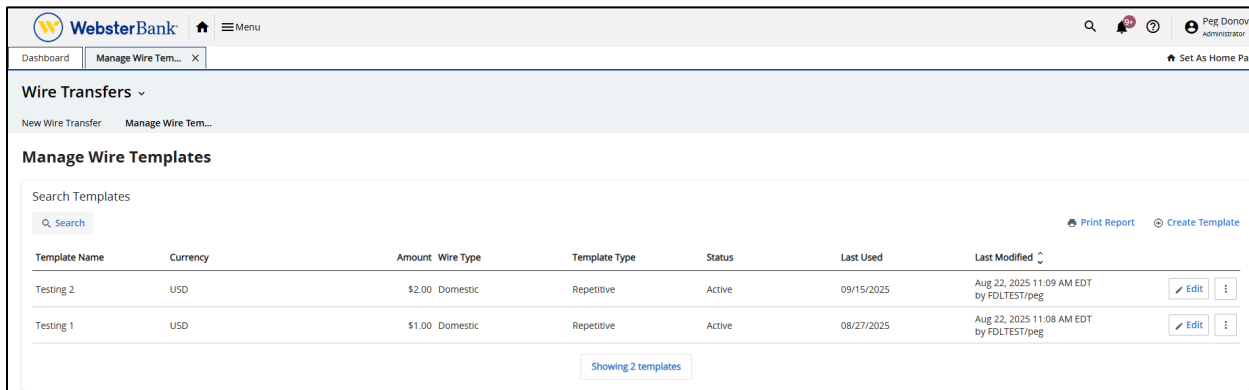 WebsterBank Menu 9+ Peg Donov
Administrator
Dashboard Manage Wire Tem... Set As Home Pa
Wire Transfers
New Wire Transfer Manage Wire Tem...
Manage Wire Templates
Search Templates
Search Print Report Create Template
Template Name Currency Amount Wire Type Template Type Status Last Used Last Modified
Testing 2 USD $2.00 Domestic Repetitive Active 09/15/2025 Aug 22, 2025 11:09 AM EDT Edit
by FDLTEST/peg
Testing 1 USD $1.00 Domestic Repetitive Active 08/27/2025 Aug 22, 2025 11:08 AM EDT Edit
by FDLTEST/peg
Showing 2 templates